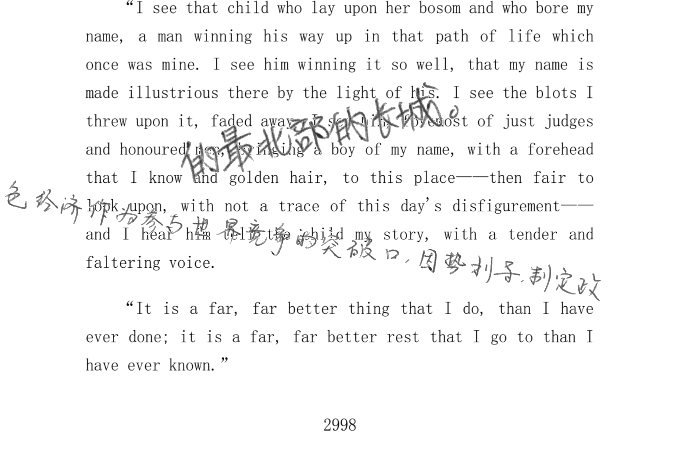 “I see that child who lay upon her bosom and who bore my
name, a man winning his way up in that path of life which
once was mine. I see him winning it so well, that my name is
made illustrious there by the light of his. I see the blots I
threw upon it, faded away. I see him, foremost of just judges
and honoured men, bringing a boy of my name, with a forehead
that I know and golden hair, to this place——then fair to
look upon, with not a trace of this day's disfigurement——
and I hear him tell the child my story, with a tender and
faltering voice.
的最北部的长城。
色经济作为参与世界竞争的突破口,因势利导,制定政
“It is a far, far better thing that I do, than I have
ever done; it is a far, far better rest that I go to than I
have ever known.”
2998